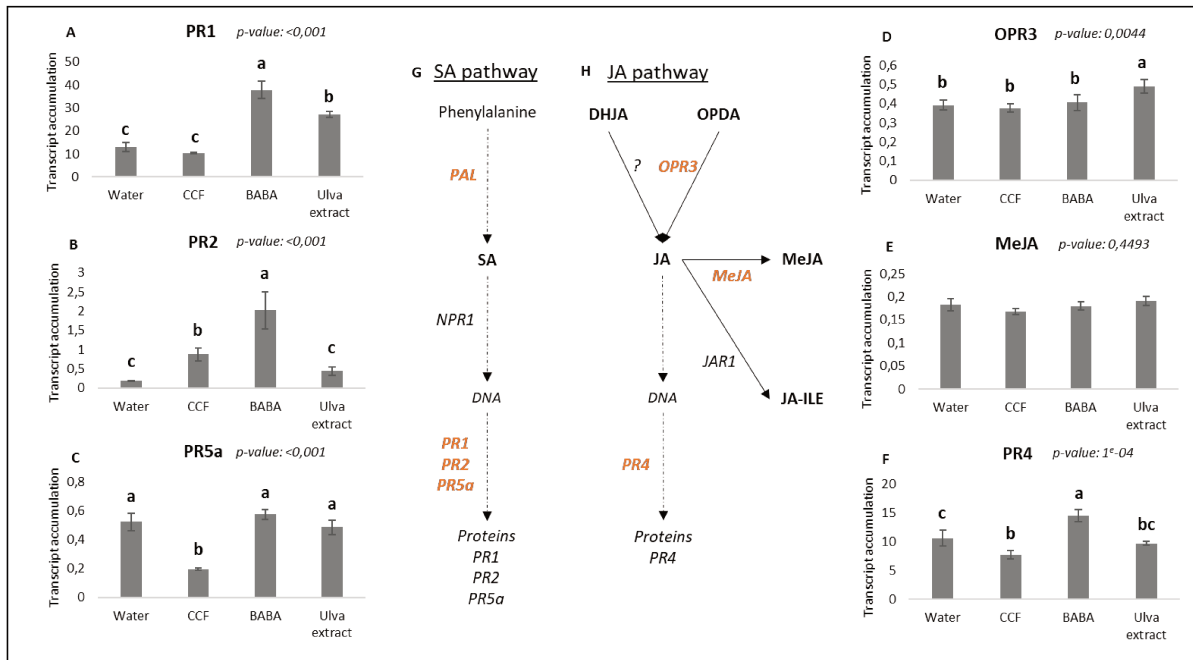 A PR1 p-value: <0,001
Transcript accumulation
50
40
30
20
10
0
c c a b
Water CCF BABA Ulva
extract
B PR2 p-value: <0,001
Transcript accumulation
3
2,5
2
1,5
1
0,5
0
c b a c
Water CCF BABA Ulva
extract
C PR5a p-value: <0,001
Transcript accumulation
0,8
0,6
0,4
0,2
0
a b a a
Water CCF BABA Ulva
extract
G SA pathway
Phenylalanine
PAL
SA
NPR1
DNA
PR1
PR2
PR5a
Proteins
PR1
PR2
PR5a
H JA pathway
DHJA OPDA
? OPR3
JA MeJA
MeJA
JAR1
DNA JA-ILE
PR4
Proteins
PR4
D OPR3 p-value: 0,0044
Transcript accumulation
0,6
0,5
0,4
0,3
0,2
0,1
0
b b b a
Water CCF BABA Ulva
extract
E MeJA p-value: 0,4493
Transcript accumulation
0,25
0,2
0,15
0,1
0,05
0
Water CCF BABA Ulva
extract
F PR4 p-value: 1e-04
Transcript accumulation
20
15
10
5
0
c b a bc
Water CCF BABA Ulva
extract